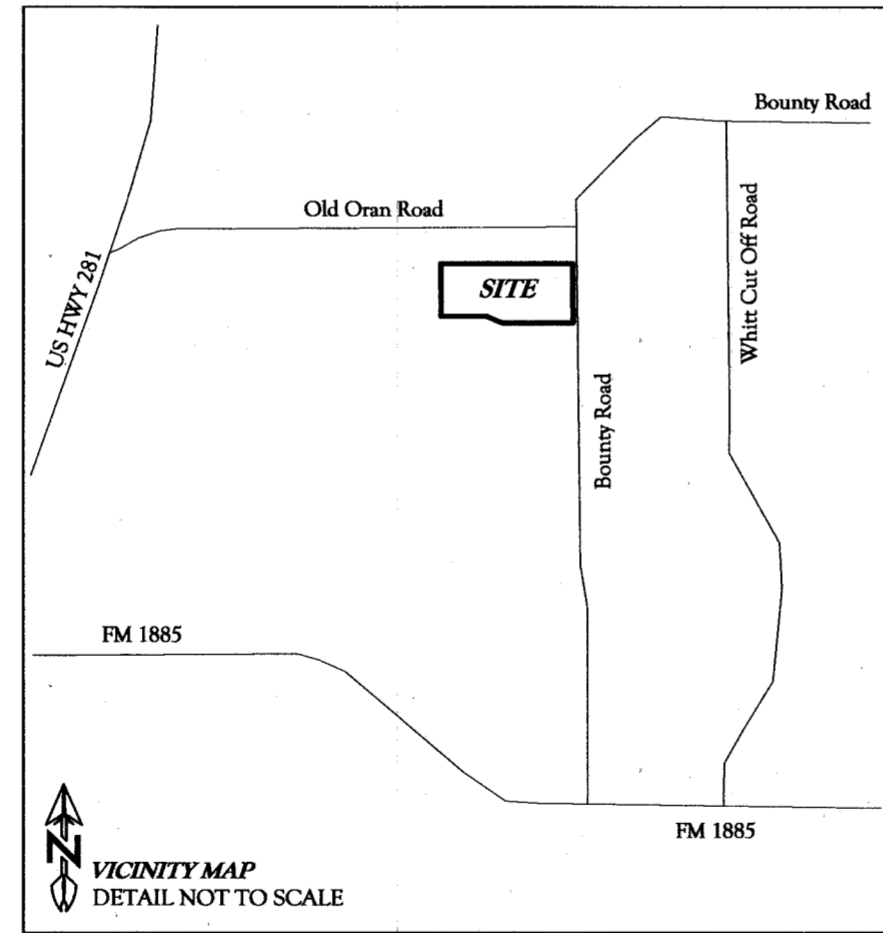 Bounty Road
Old Oran Road
Whitt Cut Off Road
US HWY 281
SITE
Bounty Road
FM 1885
FM 1885
N
VICINITY MAP
DETAIL NOT TO SCALE